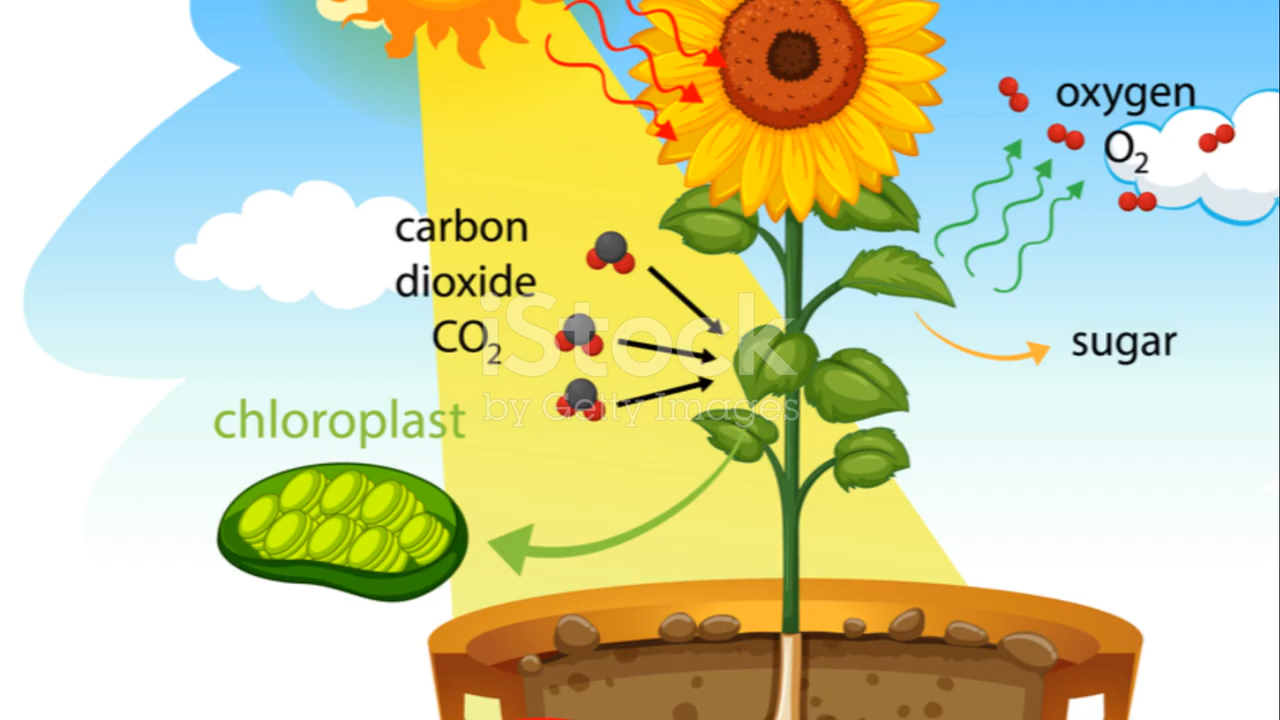 oxygen
O₂
carbon
dioxide
CO₂
iStock
by Getty Images
sugar
chloroplast